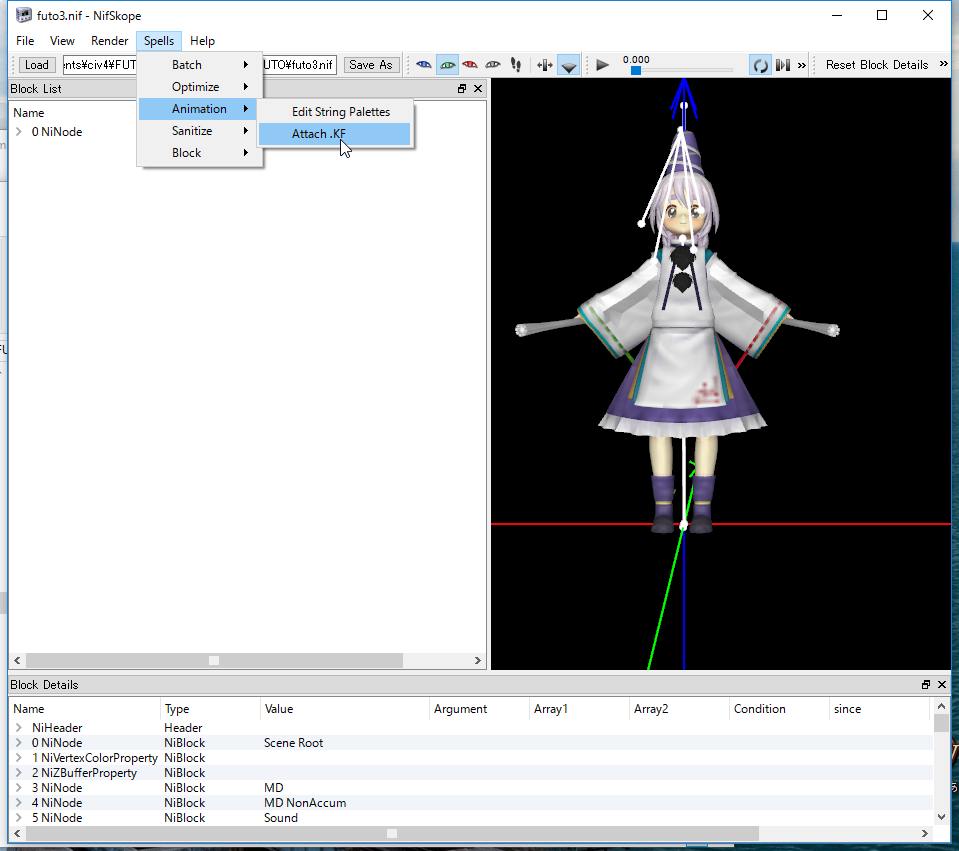 futo3.nif - NifSkope
File View Render Spells Help
Load ents¥civ4¥FUT UTO¥futo3.nif Save As 0.000 Reset Block Details »
Block List
Name
0 NiNode
Batch
Optimize
Animation
Sanitize
Block
Edit String Palettes
Attach .KF
Block Details
Name Type Value Argument Array1 Array2 Condition since
NiHeader Header
0 NiNode NiBlock Scene Root
1 NiVertexColorProperty NiBlock
2 NiZBufferProperty NiBlock
3 NiNode NiBlock MD
4 NiNode NiBlock MD NonAccum
5 NiNode NiBlock Sound